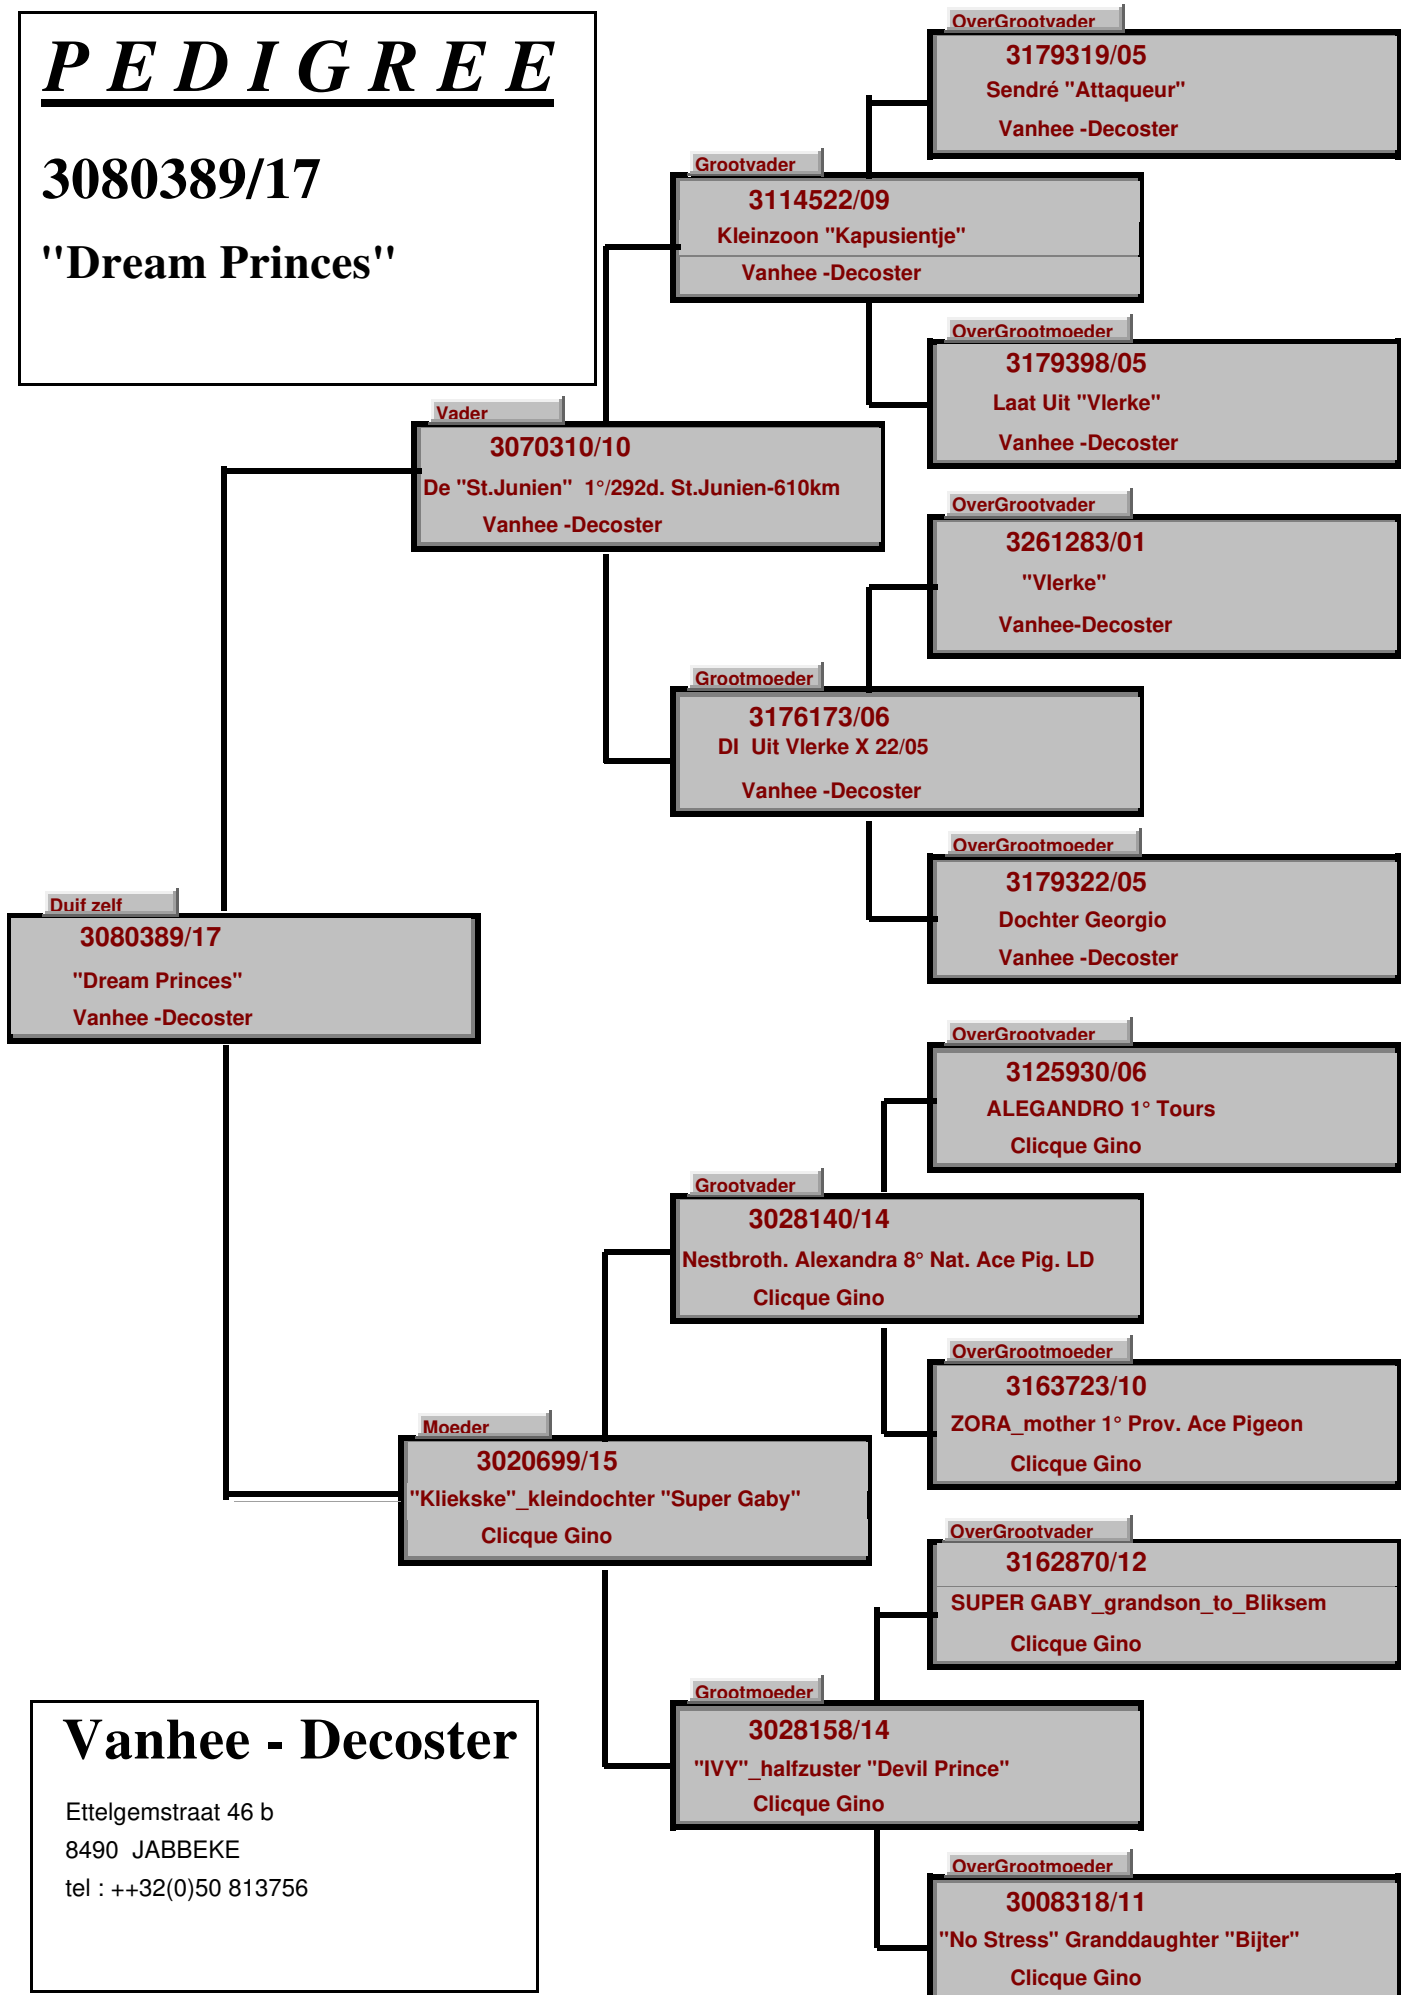 P E D I G R E E
3080389/17
"Dream Princes"
OverGrootvader
3179319/05
Sendré "Attaqueur"
Vanhee -Decoster
Grootvader
3114522/09
Kleinzoon "Kapusientje"
Vanhee -Decoster
OverGrootmoeder
3179398/05
Laat Uit "Vlerke"
Vanhee -Decoster
Vader
3070310/10
De "St.Junien"  1°/292d. St.Junien-610km
Vanhee -Decoster
OverGrootvader
3261283/01
"Vlerke"
Vanhee-Decoster
Grootmoeder
3176173/06
DI  Uit Vlerke X 22/05
Vanhee -Decoster
OverGrootmoeder
3179322/05
Dochter Georgio
Vanhee -Decoster
Duif zelf
3080389/17
"Dream Princes"
Vanhee -Decoster
OverGrootvader
3125930/06
ALEGANDRO 1° Tours
Clicque Gino
Grootvader
3028140/14
Nestbroth. Alexandra 8° Nat. Ace Pig. LD
Clicque Gino
OverGrootmoeder
3163723/10
ZORA_mother 1° Prov. Ace Pigeon
Clicque Gino
Moeder
3020699/15
"Kliekske"_kleindochter "Super Gaby"
Clicque Gino
OverGrootvader
3162870/12
SUPER GABY_grandson_to_Bliksem
Clicque Gino
Grootmoeder
3028158/14
"IVY"_halfzuster "Devil Prince"
Clicque Gino
OverGrootmoeder
3008318/11
"No Stress" Granddaughter "Bijter"
Clicque Gino
Vanhee - Decoster
Ettelgemstraat 46 b
8490  JABBEKE
tel : ++32(0)50 813756